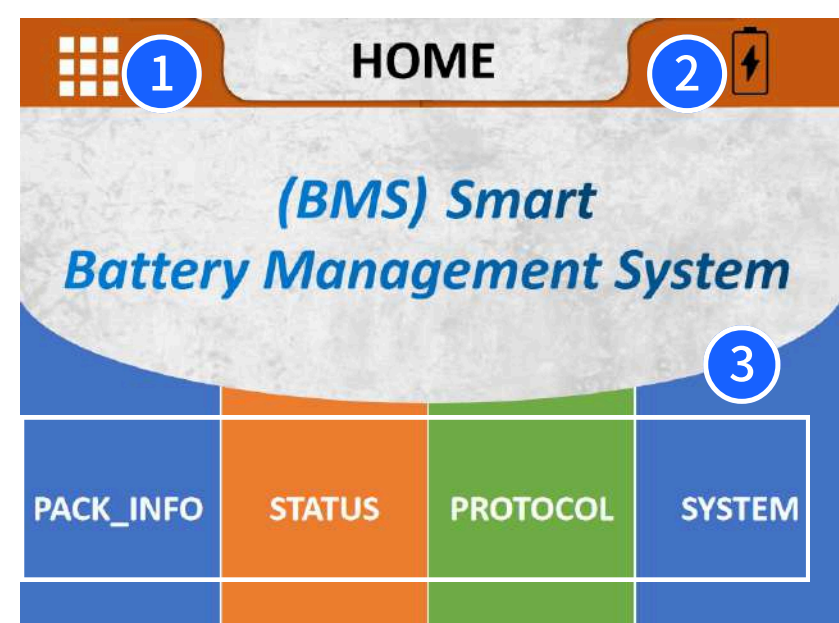 1
HOME
2
(BMS) Smart
Battery Management System
3
PACK_INFO
STATUS
PROTOCOL
SYSTEM